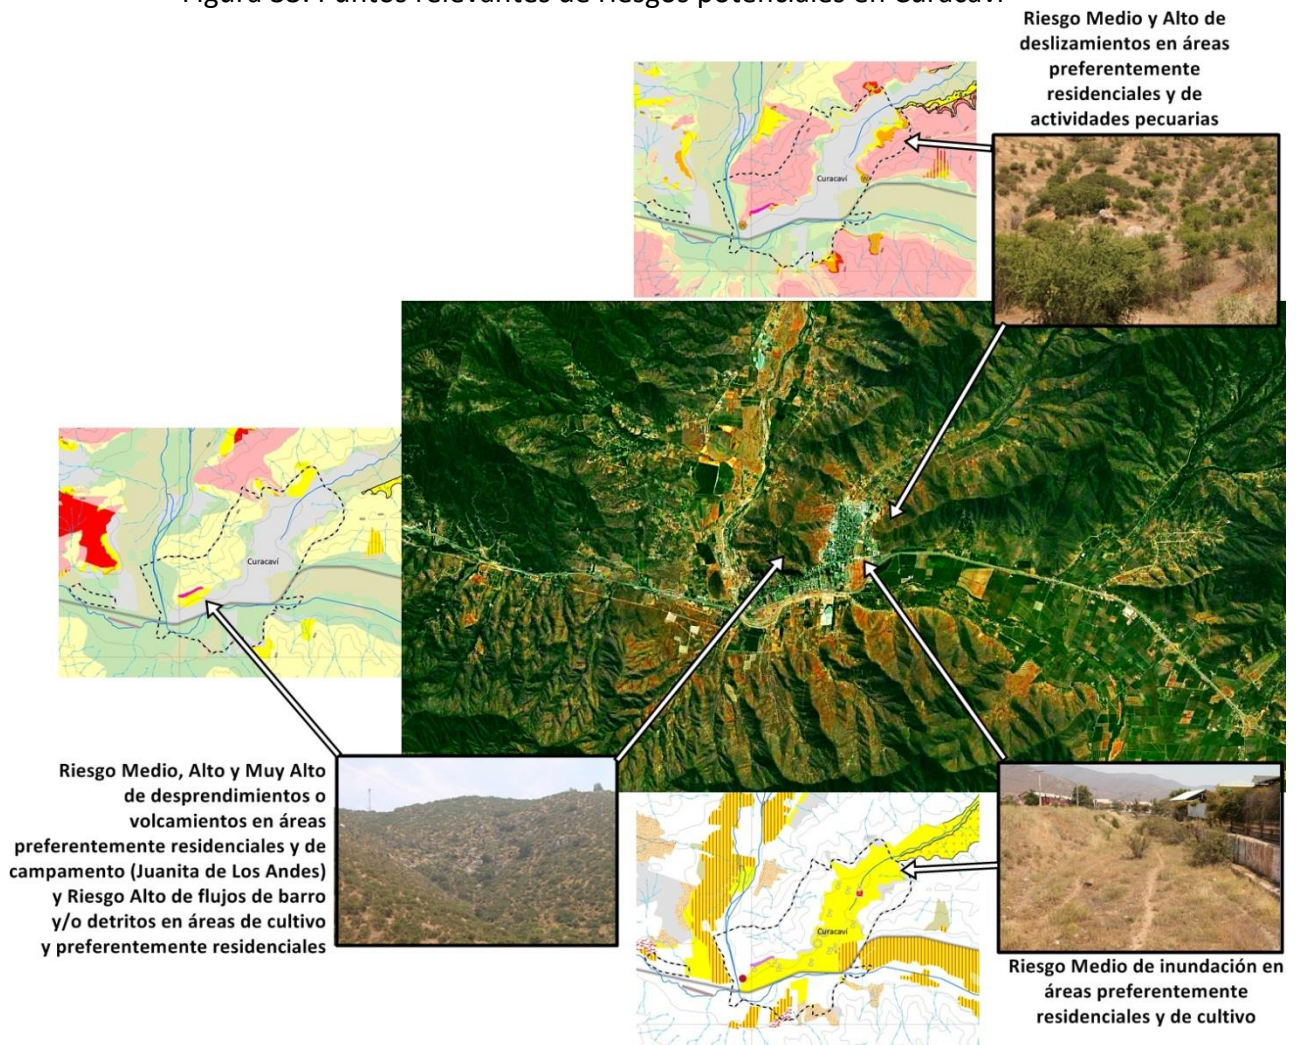 Riesgo Medio y Alto de
deslizamientos en áreas
preferentemente
residenciales y de
actividades pecuarias
Curacaví
Curacaví
Riesgo Medio, Alto y Muy Alto
de desprendimientos o
volcamientos en áreas
preferentemente residenciales y de
campamento (Juanita de Los Andes)
y Riesgo Alto de flujos de barro
y/o detritos en áreas de cultivo
y preferentemente residenciales
Curacaví
Riesgo Medio de inundación en
áreas preferentemente
residenciales y de cultivo